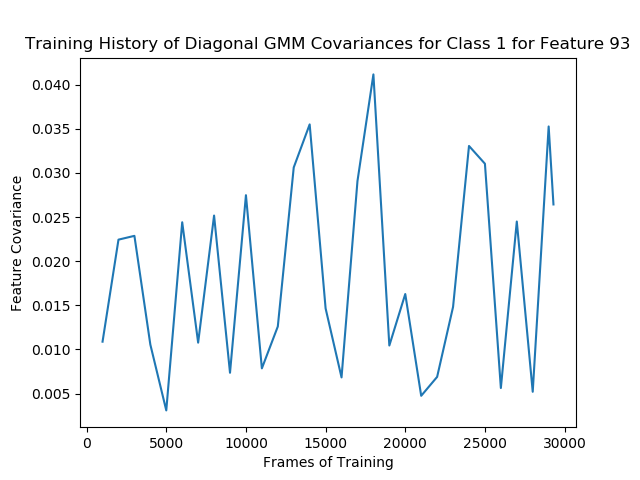 Training History of Diagonal GMM Covariances for Class 1 for Feature 93
0.040
0.035
0.030
0.025
0.020
0.015
0.010
0.005
Feature Covariance
0 5000 10000 15000 20000 25000 30000
Frames of Training